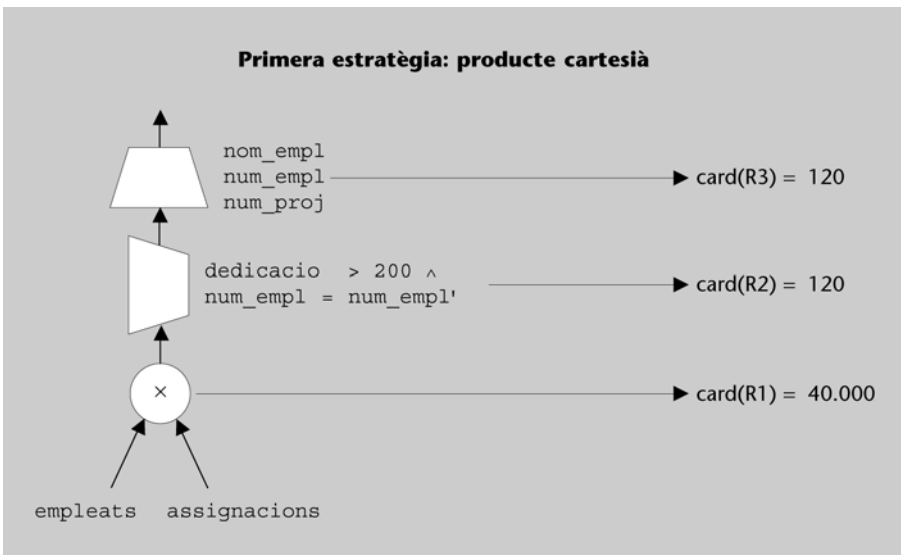 Primera estratègia: producte cartesià
nom_empl
num_empl
num_proj
card(R3) = 120
dedicacio > 200 ^
num_empl = num_empl'
card(R2) = 120
×
card(R1) = 40.000
empleats assignacions